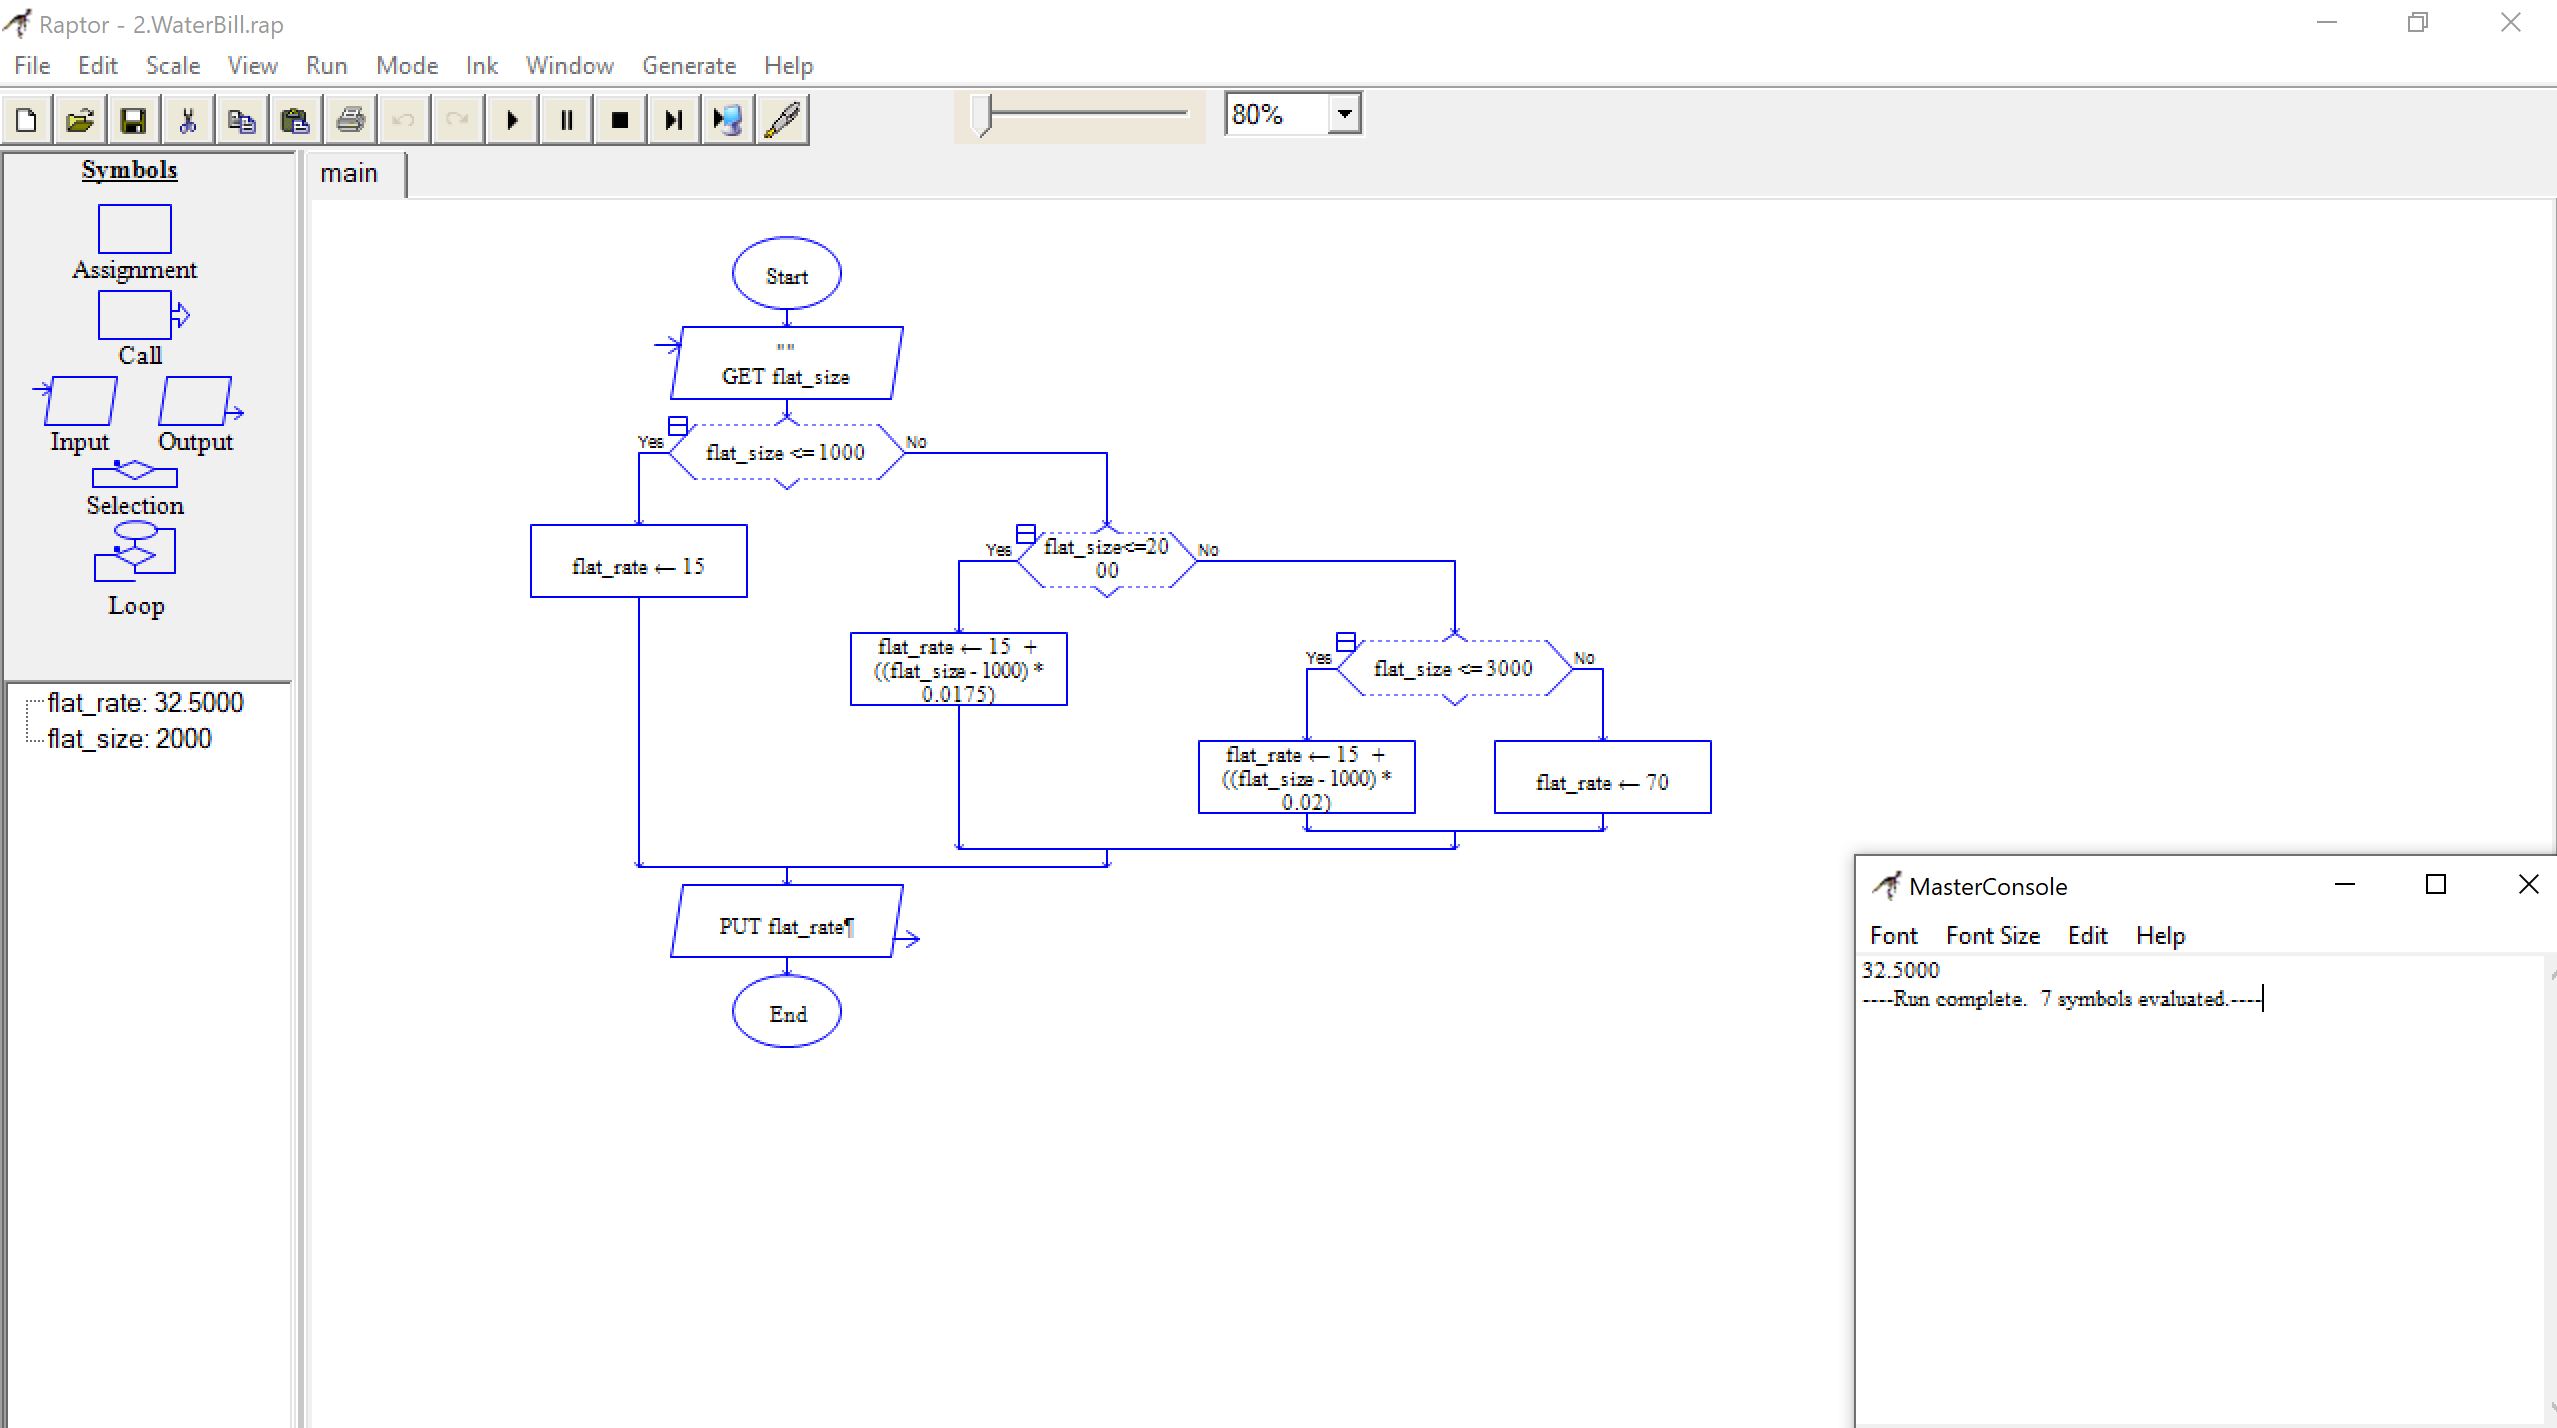 Raptor - 2.WaterBill.rap
File Edit Scale View Run Mode Ink Window Generate Help
80%
Symbols
Assignment
Call
Input Output
Selection
Loop
flat_rate: 32.5000
flat_size: 2000
main
Start
""
GET flat_size
Yes flat_size <= 1000 No
flat_rate ← 15
Yes flat_size<=20 No
00
flat_rate ← 15 +
((flat_size - 1000) *
0.0175)
Yes flat_size <= 3000 No
flat_rate ← 15 +
((flat_size - 1000) *
0.02)
flat_rate ← 70
PUT flat_rate¶
End
MasterConsole
Font Font Size Edit Help
32.5000
----Run complete. 7 symbols evaluated.----